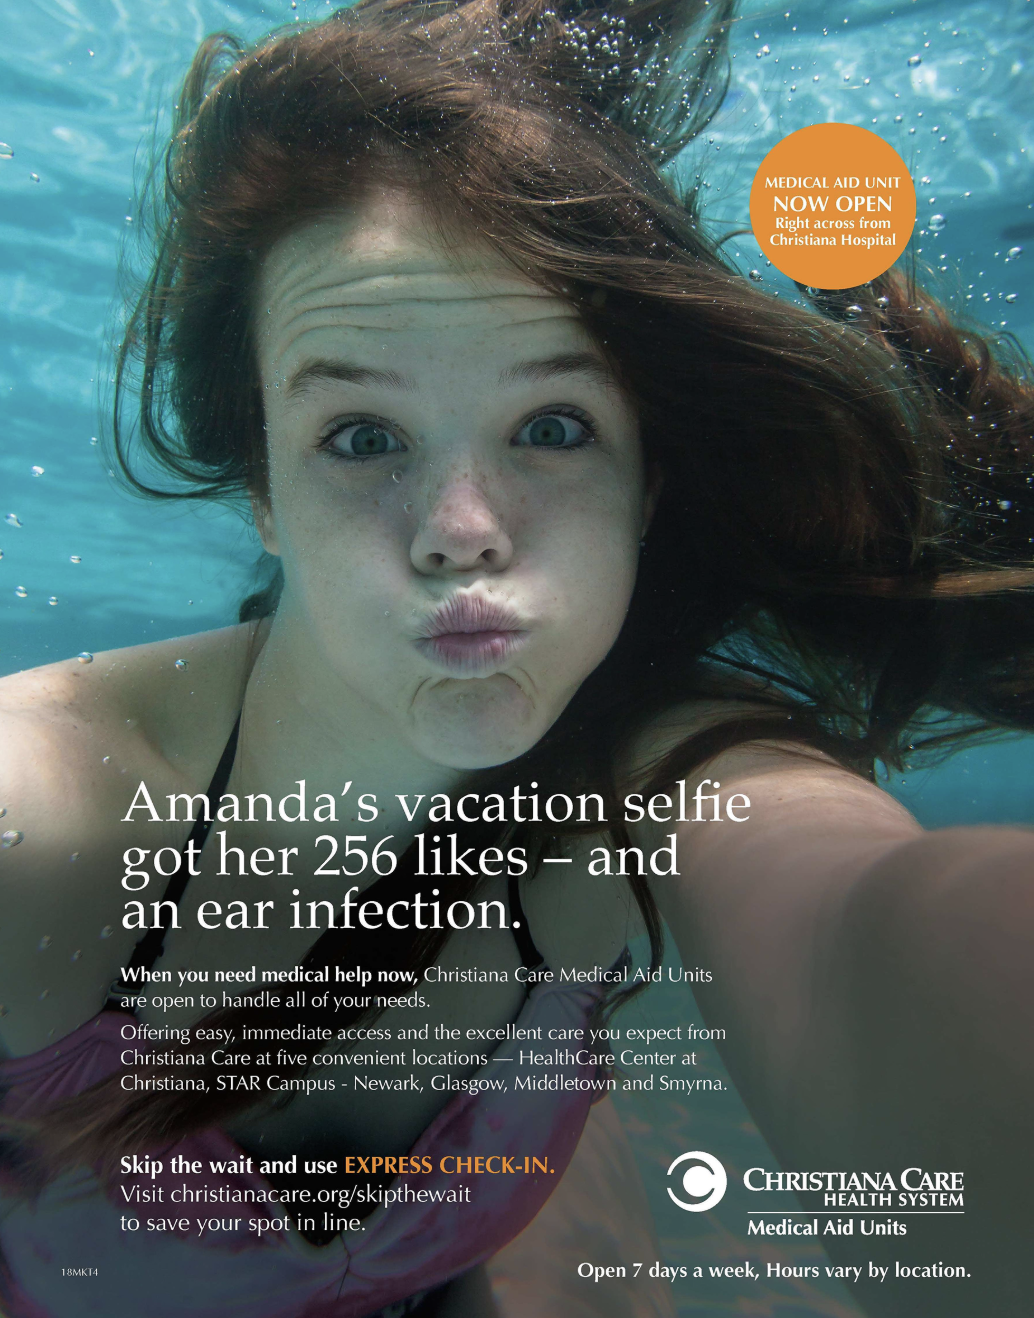 MEDICAL AID UNIT
NOW OPEN
Right across from
Christiana Hospital
Amanda's vacation selfie
got her 256 likes – and
an ear infection.
When you need medical help now, Christiana Care Medical Aid Units
are open to handle all of your needs.
Offering easy, immediate access and the excellent care you expect from
Christiana Care at five convenient locations — HealthCare Center at
Christiana, STAR Campus - Newark, Glasgow, Middletown and Smyrna.
Skip the wait and use EXPRESS CHECK-IN.
Visit christianacare.org/skipthewait
to save your spot in line.
CHRISTIANA CARE
HEALTH SYSTEM
Medical Aid Units
18MKT4
Open 7 days a week, Hours vary by location.